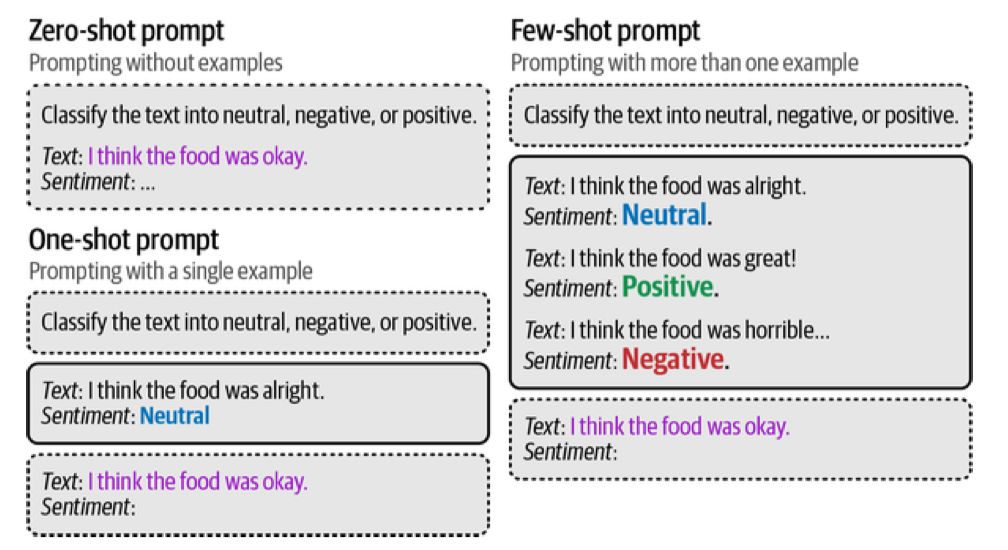 Zero-shot prompt
Prompting without examples
Classify the text into neutral, negative, or positive.
Text: I think the food was okay.
Sentiment: ...
One-shot prompt
Prompting with a single example
Classify the text into neutral, negative, or positive.
Text: I think the food was alright.
Sentiment: Neutral
Text: I think the food was okay.
Sentiment:
Few-shot prompt
Prompting with more than one example
Classify the text into neutral, negative, or positive.
Text: I think the food was alright.
Sentiment: Neutral.
Text: I think the food was great!
Sentiment: Positive.
Text: I think the food was horrible...
Sentiment: Negative.
Text: I think the food was okay.
Sentiment: